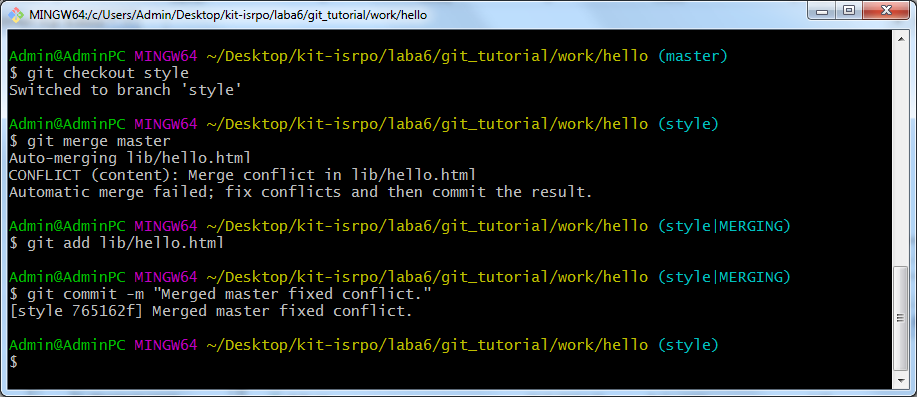 MINGW64:/c/Users/Admin/Desktop/kit-isrpo/laba6/git_tutorial/work/hello
Admin@AdminPC MINGW64 ~/Desktop/kit-isrpo/laba6/git_tutorial/work/hello (master)
$ git checkout style
Switched to branch 'style'
Admin@AdminPC MINGW64 ~/Desktop/kit-isrpo/laba6/git_tutorial/work/hello (style)
$ git merge master
Auto-merging lib/hello.html
CONFLICT (content): Merge conflict in lib/hello.html
Automatic merge failed; fix conflicts and then commit the result.
Admin@AdminPC MINGW64 ~/Desktop/kit-isrpo/laba6/git_tutorial/work/hello (style|MERGING)
$ git add lib/hello.html
Admin@AdminPC MINGW64 ~/Desktop/kit-isrpo/laba6/git_tutorial/work/hello (style|MERGING)
$ git commit -m "Merged master fixed conflict."
[style 765162f] Merged master fixed conflict.
Admin@AdminPC MINGW64 ~/Desktop/kit-isrpo/laba6/git_tutorial/work/hello (style)
$